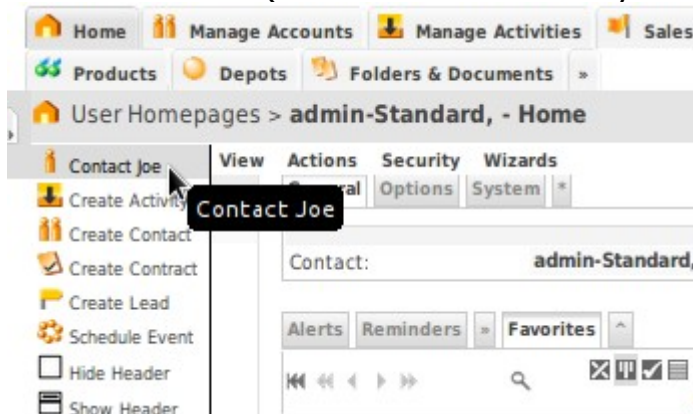 Home Manage Accounts Manage Activities Sales
Products Depots Folders & Documents »
User Homepages > admin-Standard, - Home
Contact Joe View Actions Security Wizards
Create Activity Contact Joe Options System *
Create Contact
Create Contract Contact: admin-Standard,
Create Lead
Schedule Event Alerts Reminders » Favorites ^
Hide Header
Show Header